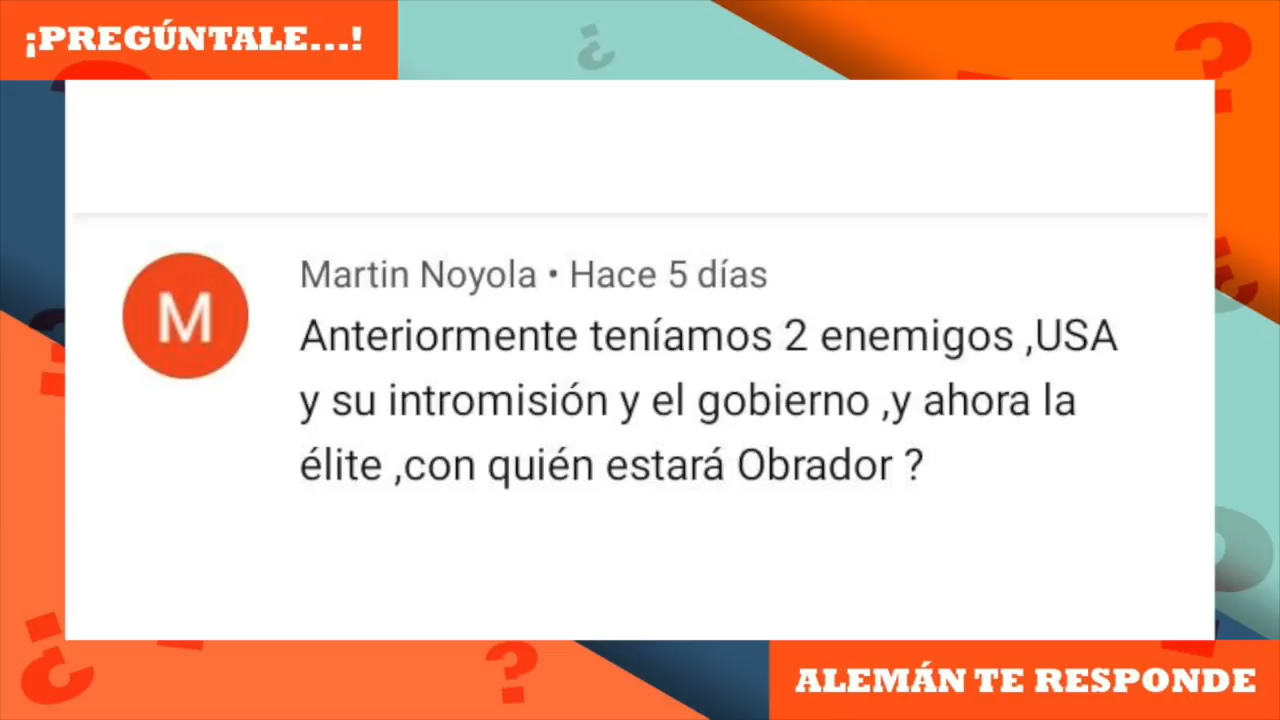 ¡PREGÚNTALE...!
M
Martin Noyola • Hace 5 días
Anteriormente teníamos 2 enemigos ,USA
y su intromisión y el gobierno ,y ahora la
élite ,con quién estará Obrador ?
ALEMÁN TE RESPONDE